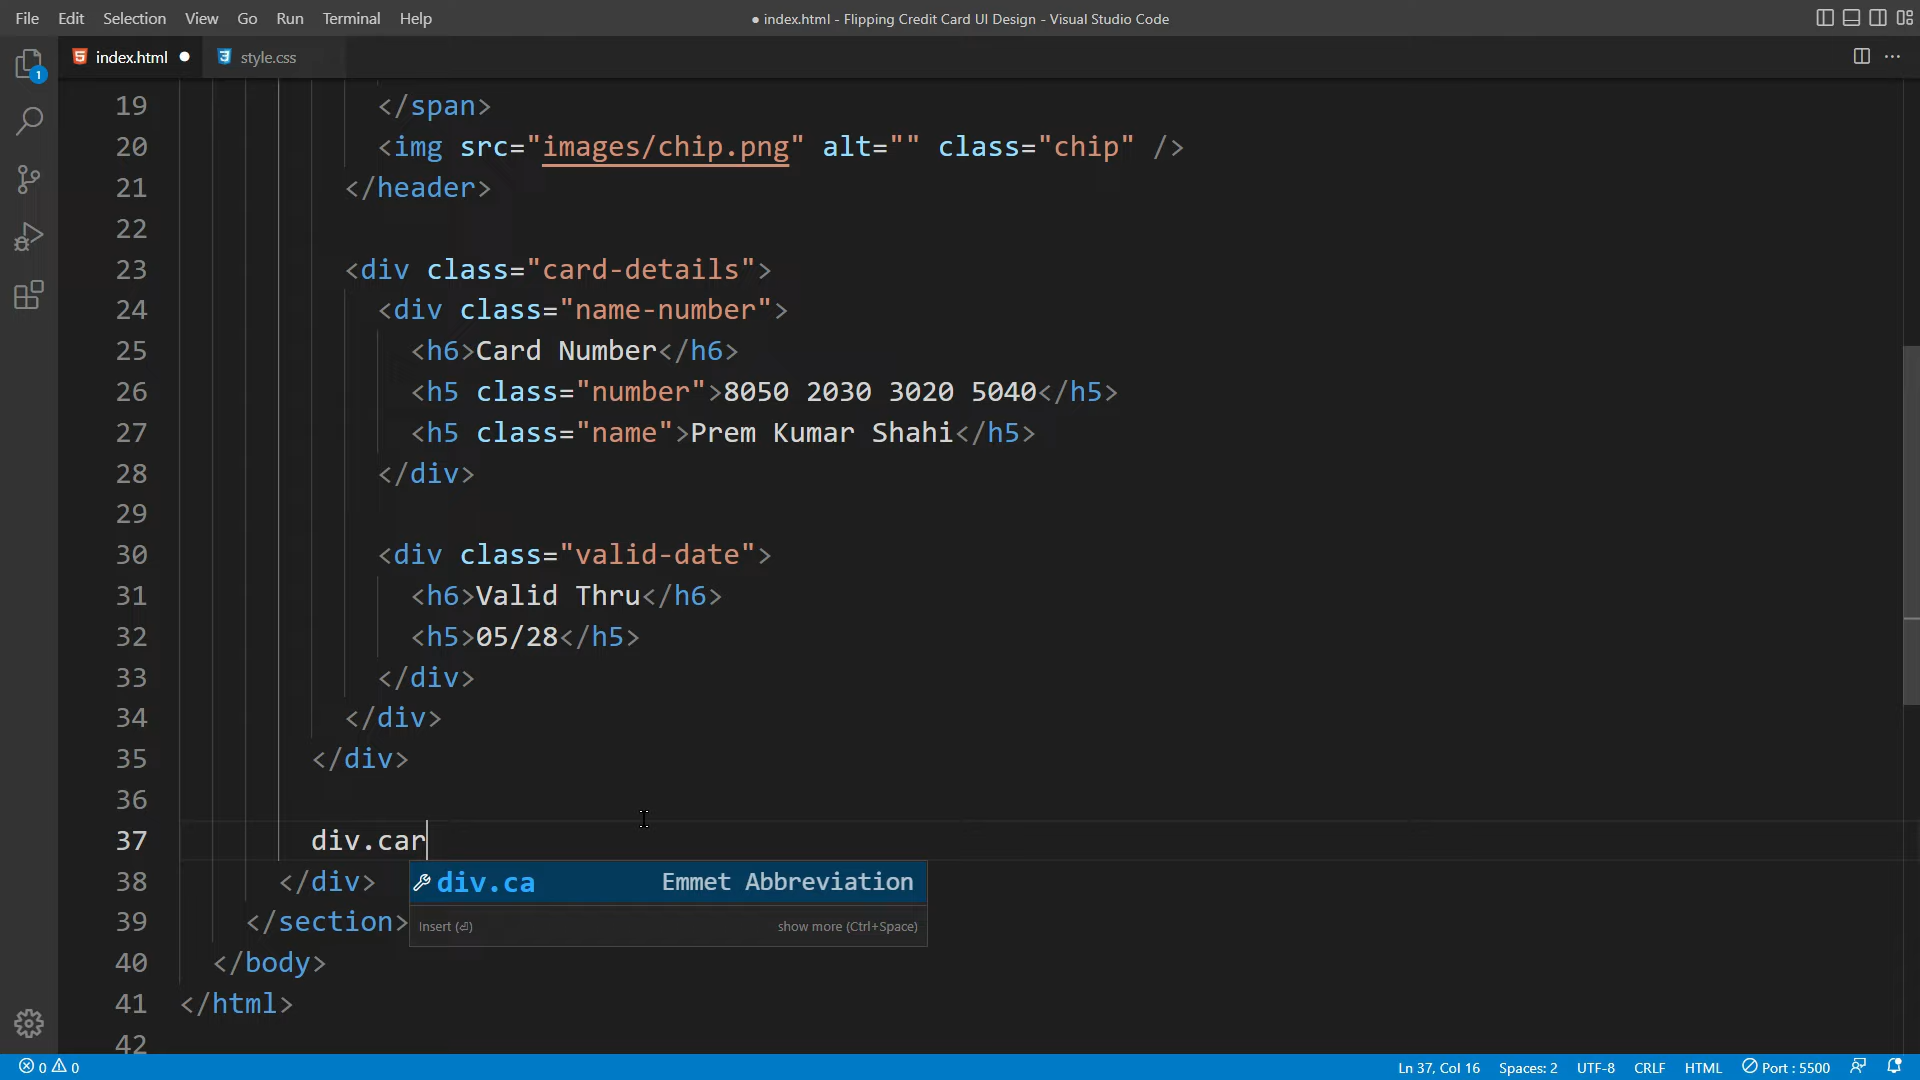 File Edit Selection View Go Run Terminal Help
● index.html - Flipping Credit Card UI Design - Visual Studio Code
index.html ● style.css
19 </span>
20 <img src="images/chip.png" alt="" class="chip" />
21 </header>
22
23 <div class="card-details">
24 <div class="name-number">
25 <h6>Card Number</h6>
26 <h5 class="number">8050 2030 3020 5040</h5>
27 <h5 class="name">Prem Kumar Shahi</h5>
28 </div>
29
30 <div class="valid-date">
31 <h6>Valid Thru</h6>
32 <h5>05/28</h5>
33 </div>
34 </div>
35 </div>
36
37 div.car
38 </div>
div.ca Emmet Abbreviation
39 </section>
Insert (⏎) show more (Ctrl+Space)
40 </body>
41 </html>
42
1
0 0
Ln 37, Col 16 Spaces: 2 UTF-8 CRLF HTML Port : 5500